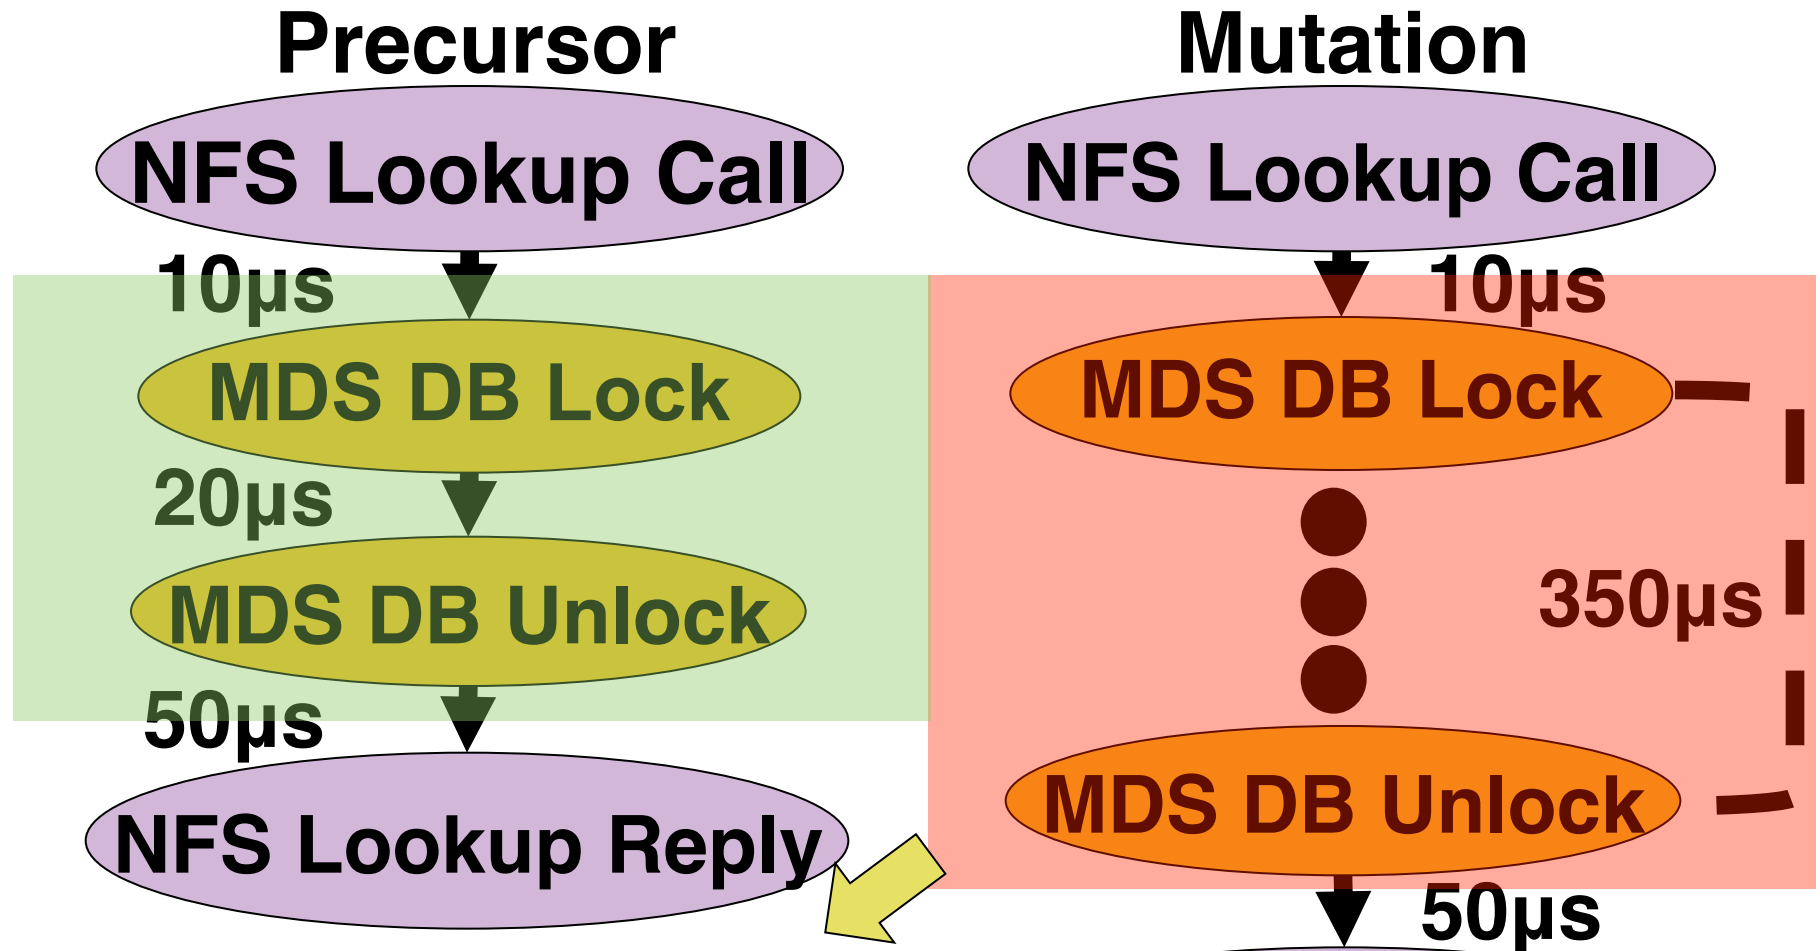 Precursor
NFS Lookup Call
10µs
MDS DB Lock
20µs
MDS DB Unlock
50µs
NFS Lookup Reply
Mutation
NFS Lookup Call
10µs
MDS DB Lock
350µs
MDS DB Unlock
50µs